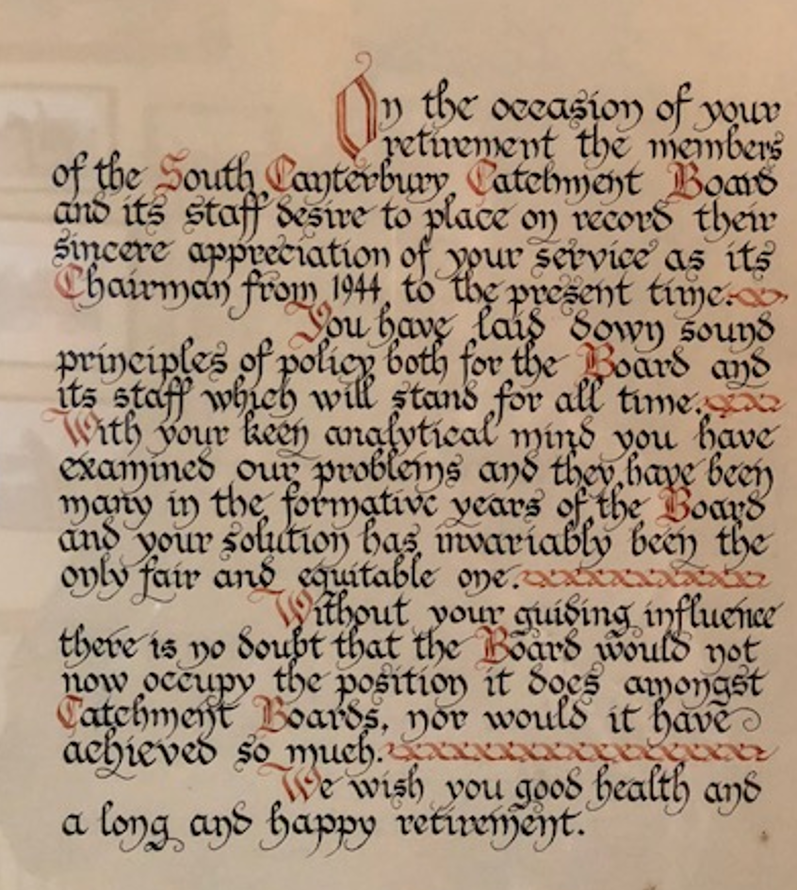 On the occasion of your
retirement the members
of the South Canterbury Catchment Board
and its staff desire to place on record their
sincere appreciation of your service as its
Chairman from 1944 to the present time.
You have laid down sound
principles of policy both for the Board and
its staff which will stand for all time.
With your keen analytical mind you have
examined our problems and they have been
many in the formative years of the Board
and your solution has invariably been the
only fair and equitable one.
Without your guiding influence
there is no doubt that the Board would not
now occupy the position it does amongst
Catchment Boards, nor would it have
achieved so much.
We wish you good health and
a long and happy retirement.